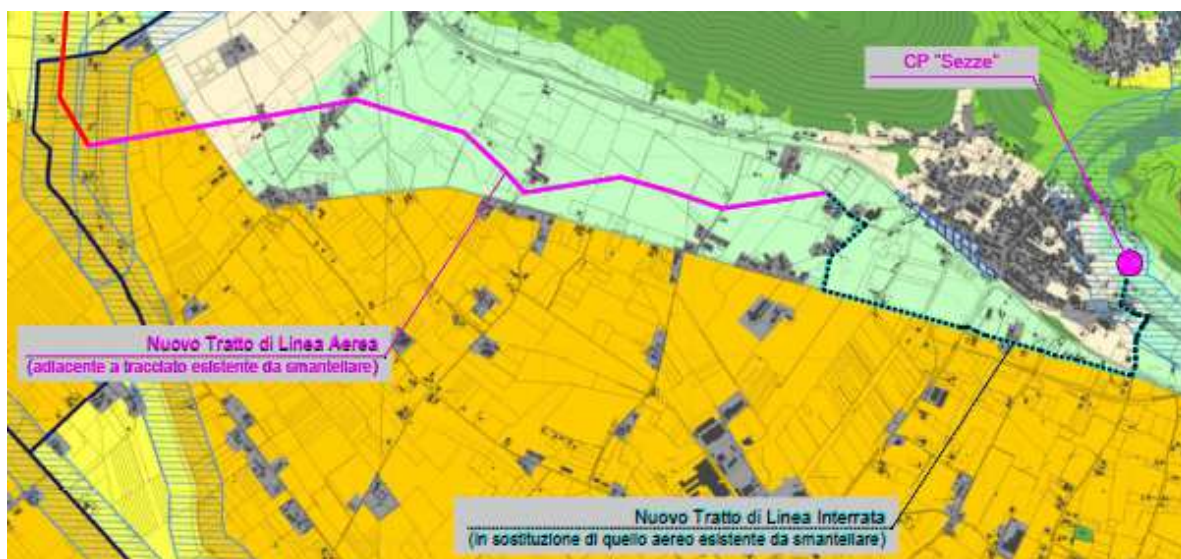 CP "Sezze"
Nuovo Tratto di Linea Aerea
(adiacente a tracciato esistente da smantellare)
Nuovo Tratto di Linea Interrata
(in sostituzione di quello aereo esistente da smantellare)